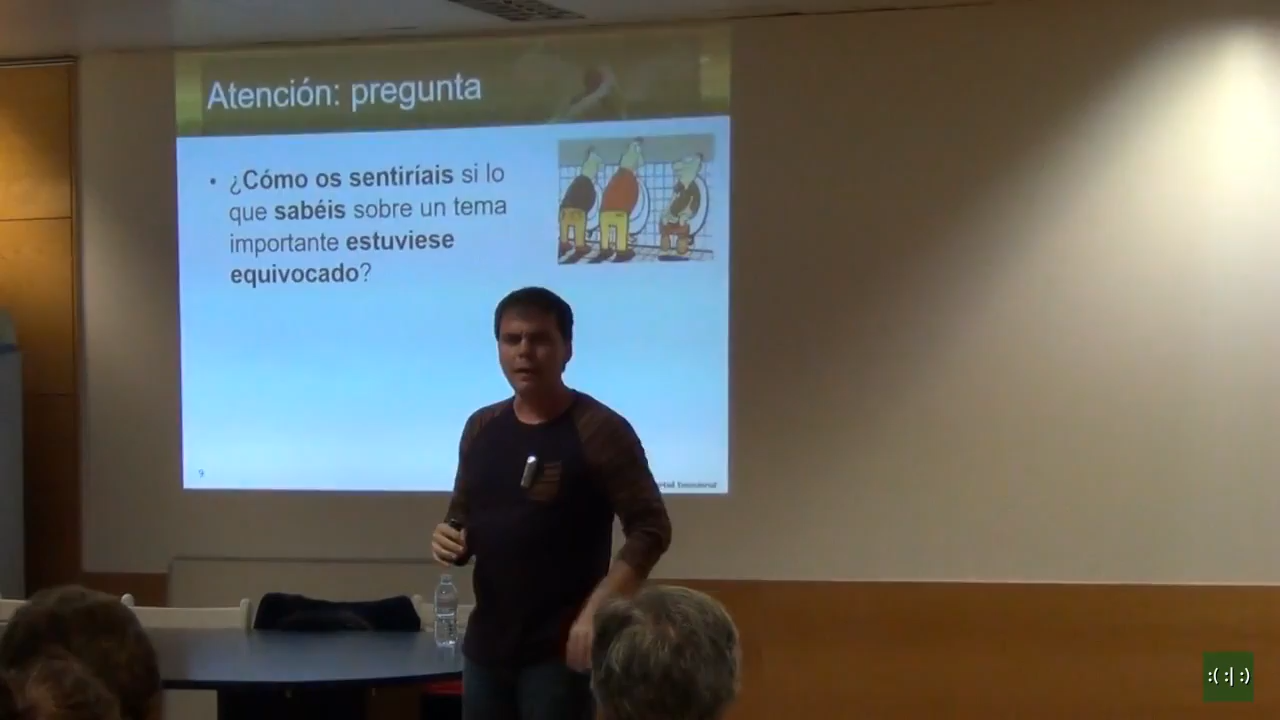 Atención: pregunta
• ¿Cómo os sentiríais si lo
que sabéis sobre un tema
importante estuviese
equivocado?
9
:( :| :)